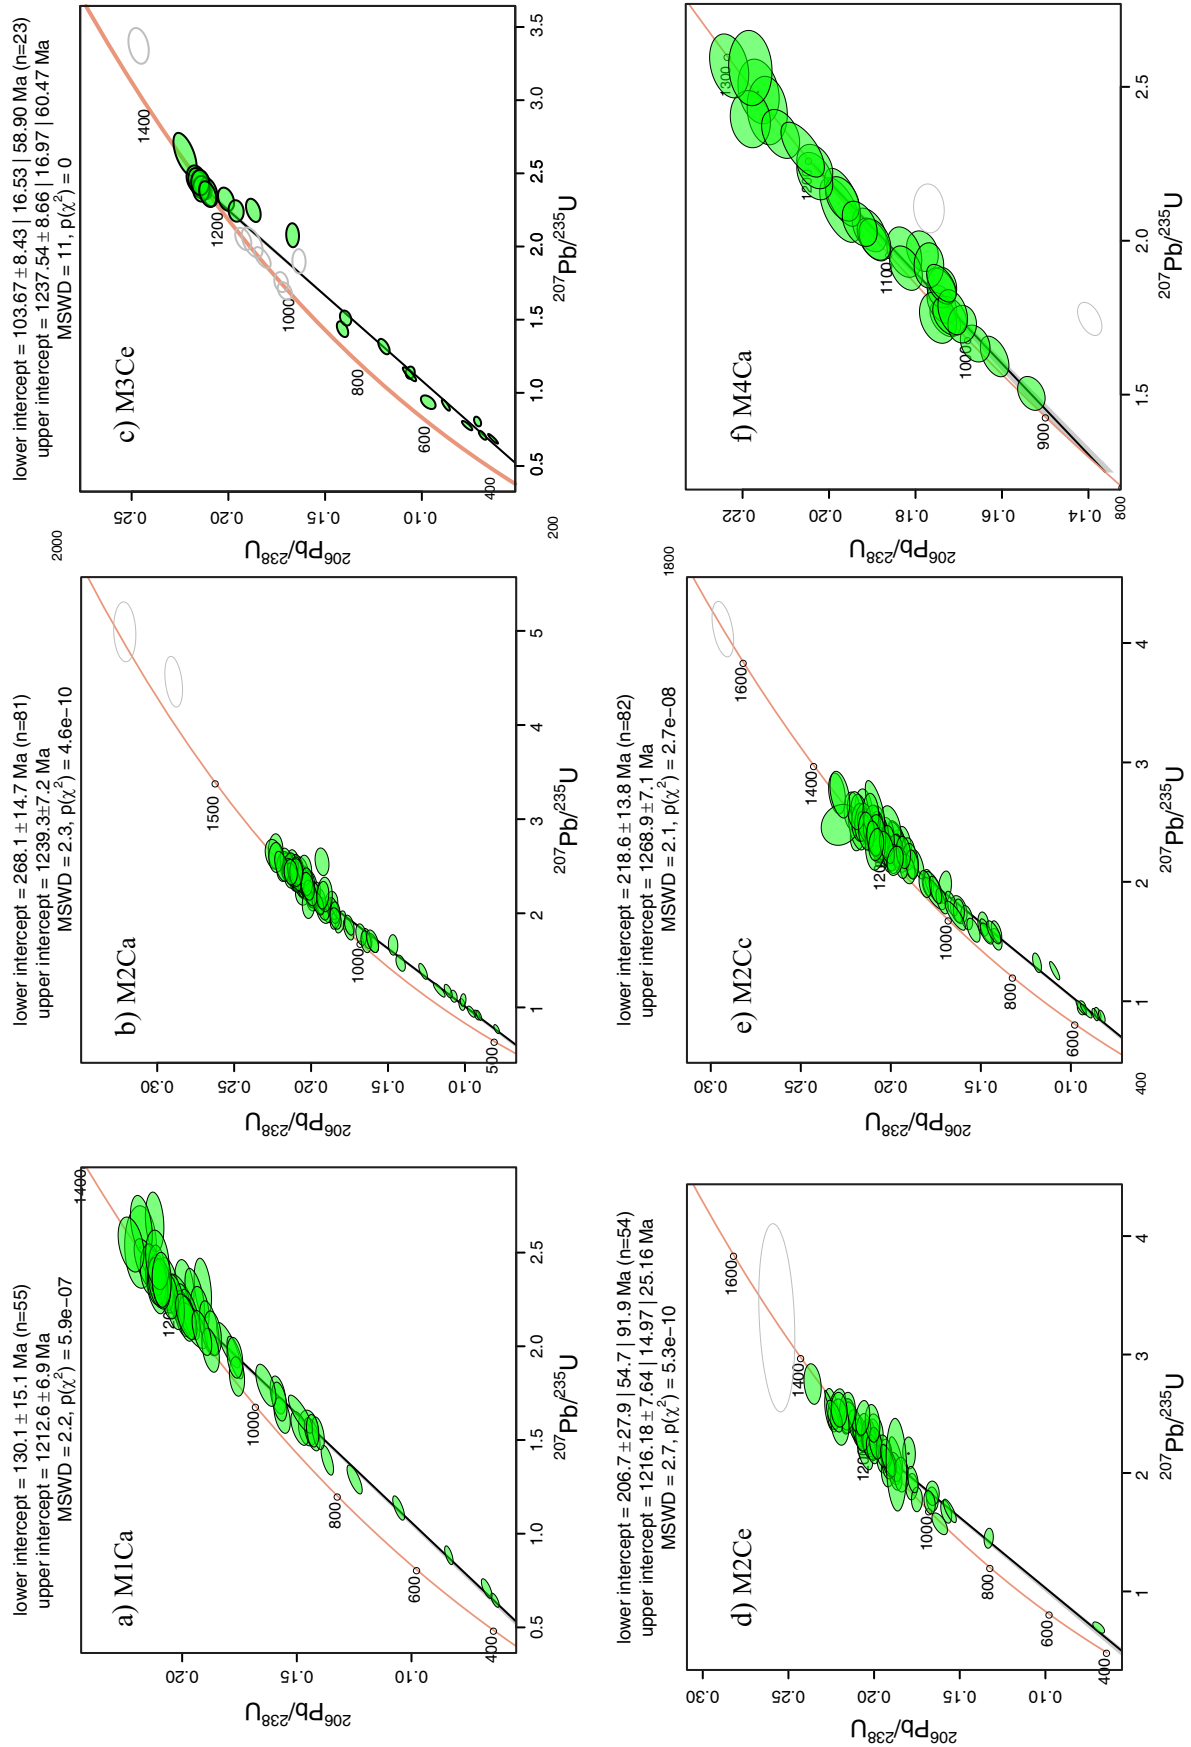 lower intercept = 130.1 ± 15.1 Ma (n=55)
upper intercept = 1212.6 ± 6.9 Ma
MSWD = 2.2, p(χ²) = 5.9e−07
a) M1Ca
1400
1200
1000
800
600
400
0.20
0.15
0.10
0.5
1.0
1.5
2.0
2.5
²⁰⁶Pb/²³⁸U
²⁰⁷Pb/²³⁵U
lower intercept = 268.1 ± 14.7 Ma (n=81)
upper intercept = 1239.3±7.2 Ma
MSWD = 2.3, p(χ²) = 4.6e−10
b) M2Ca
2000
1500
1000
500
0.30
0.25
0.20
0.15
0.10
1
2
3
4
5
²⁰⁶Pb/²³⁸U
²⁰⁷Pb/²³⁵U
lower intercept = 103.67 ± 8.43 | 16.53 | 58.90 Ma (n=23)
upper intercept = 1237.54 ± 8.66 | 16.97 | 60.47 Ma
MSWD = 11, p(χ²) = 0
c) M3Ce
1400
1200
1000
800
600
400
200
0.25
0.20
0.15
0.10
0.5
1.0
1.5
2.0
2.5
3.0
3.5
²⁰⁶Pb/²³⁸U
²⁰⁷Pb/²³⁵U
lower intercept = 206.7 ± 27.9 | 54.7 | 91.9 Ma (n=54)
upper intercept = 1216.18 ± 7.64 | 14.97 | 25.16 Ma
MSWD = 2.7, p(χ²) = 5.3e−10
d) M2Ce
1600
1400
1200
1000
800
600
400
0.30
0.25
0.20
0.15
0.10
1
2
3
4
²⁰⁶Pb/²³⁸U
²⁰⁷Pb/²³⁵U
lower intercept = 218.6 ± 13.8 Ma (n=82)
upper intercept = 1268.9 ± 7.1 Ma
MSWD = 2.1, p(χ²) = 2.7e−08
e) M2Cc
1800
1600
1400
1200
1000
800
600
400
0.30
0.25
0.20
0.15
0.10
1
2
3
4
²⁰⁶Pb/²³⁸U
²⁰⁷Pb/²³⁵U
f) M4Ca
1300
1200
1100
1000
900
800
0.22
0.20
0.18
0.16
0.14
1.5
2.0
2.5
²⁰⁶Pb/²³⁸U
²⁰⁷Pb/²³⁵U